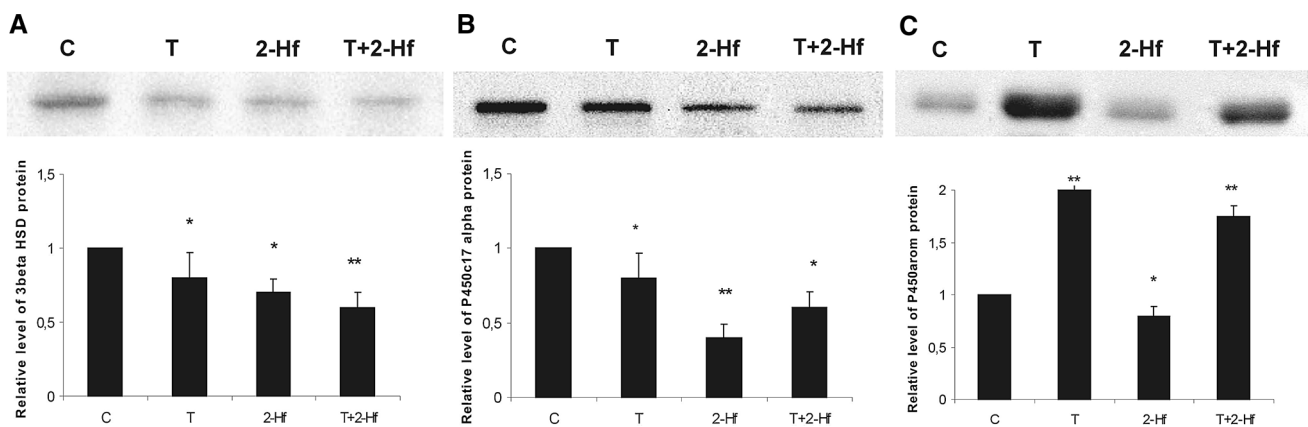 A
C T 2-Hf T+2-Hf
Relative level of 3beta HSD protein
1,5
1
0,5
0
* * **
C T 2-Hf T+2-Hf
B
C T 2-Hf T+2-Hf
Relative level of P450c17 alpha protein
1,5
1
0,5
0
* ** *
C T 2-Hf T+2-Hf
C
C T 2-Hf T+2-Hf
Relative level of P450arom protein
2
1,5
1
0,5
0
** * **
C T 2-Hf T+2-Hf